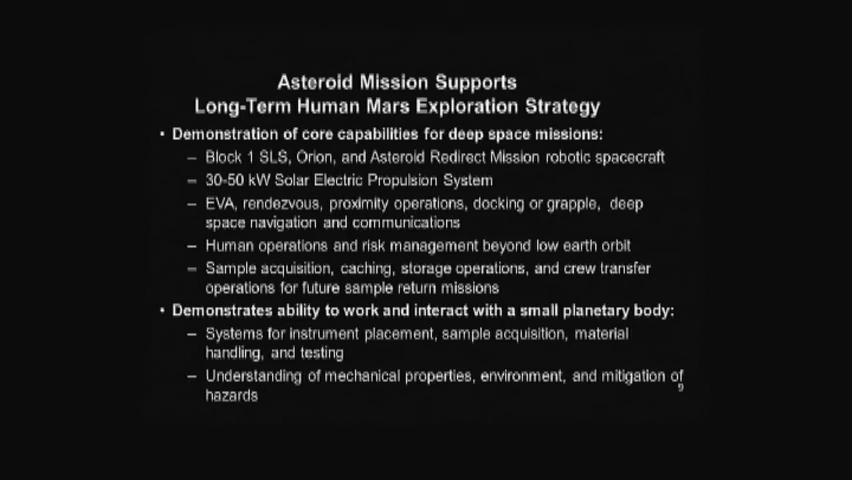 Asteroid Mission Supports
Long-Term Human Mars Exploration Strategy
• Demonstration of core capabilities for deep space missions:
– Block 1 SLS, Orion, and Asteroid Redirect Mission robotic spacecraft
– 30-50 kW Solar Electric Propulsion System
– EVA, rendezvous, proximity operations, docking or grapple, deep
space navigation and communications
– Human operations and risk management beyond low earth orbit
– Sample acquisition, caching, storage operations, and crew transfer
operations for future sample return missions
• Demonstrates ability to work and interact with a small planetary body:
– Systems for instrument placement, sample acquisition, material
handling, and testing
– Understanding of mechanical properties, environment, and mitigation of
hazards
9